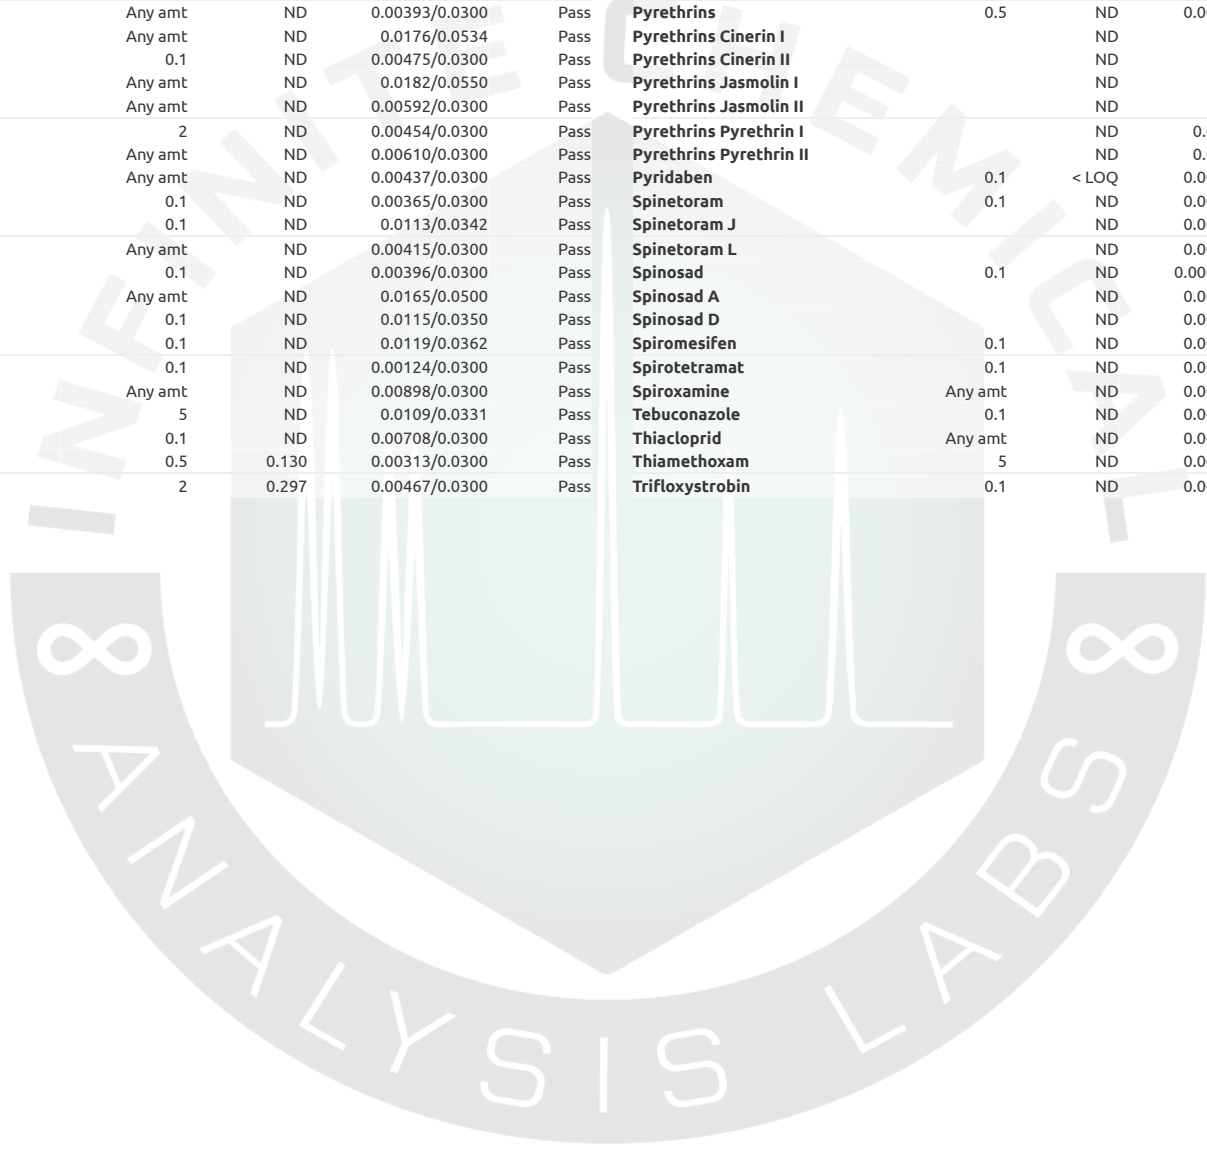 Any amt ND 0.00393/0.0300 Pass Pyrethrins 0.5 ND
Any amt ND 0.0176/0.0534 Pass Pyrethrins Cinerin I ND
0.1 ND 0.00475/0.0300 Pass Pyrethrins Cinerin II ND
Any amt ND 0.0182/0.0550 Pass Pyrethrins Jasmolin I ND
Any amt ND 0.00592/0.0300 Pass Pyrethrins Jasmolin II ND
2 ND 0.00454/0.0300 Pass Pyrethrins Pyrethrin I ND
Any amt ND 0.00610/0.0300 Pass Pyrethrins Pyrethrin II ND
Any amt ND 0.00437/0.0300 Pass Pyridaben 0.1 < LOQ
0.1 ND 0.00365/0.0300 Pass Spinetoram 0.1 ND
0.1 ND 0.0113/0.0342 Pass Spinetoram J ND
Any amt ND 0.00415/0.0300 Pass Spinetoram L ND
0.1 ND 0.00396/0.0300 Pass Spinosad 0.1 ND
Any amt ND 0.0165/0.0500 Pass Spinosad A ND
0.1 ND 0.0115/0.0350 Pass Spinosad D ND
0.1 ND 0.0119/0.0362 Pass Spiromesifen 0.1 ND
0.1 ND 0.00124/0.0300 Pass Spirotetramat 0.1 ND
Any amt ND 0.00898/0.0300 Pass Spiroxamine Any amt ND
5 ND 0.0109/0.0331 Pass Tebuconazole 0.1 ND
0.1 ND 0.00708/0.0300 Pass Thiacloprid Any amt ND
0.5 0.130 0.00313/0.0300 Pass Thiamethoxam 5 ND
2 0.297 0.00467/0.0300 Pass Trifloxystrobin 0.1 ND
INFINITE CHEMICAL
ANALYSIS LABS